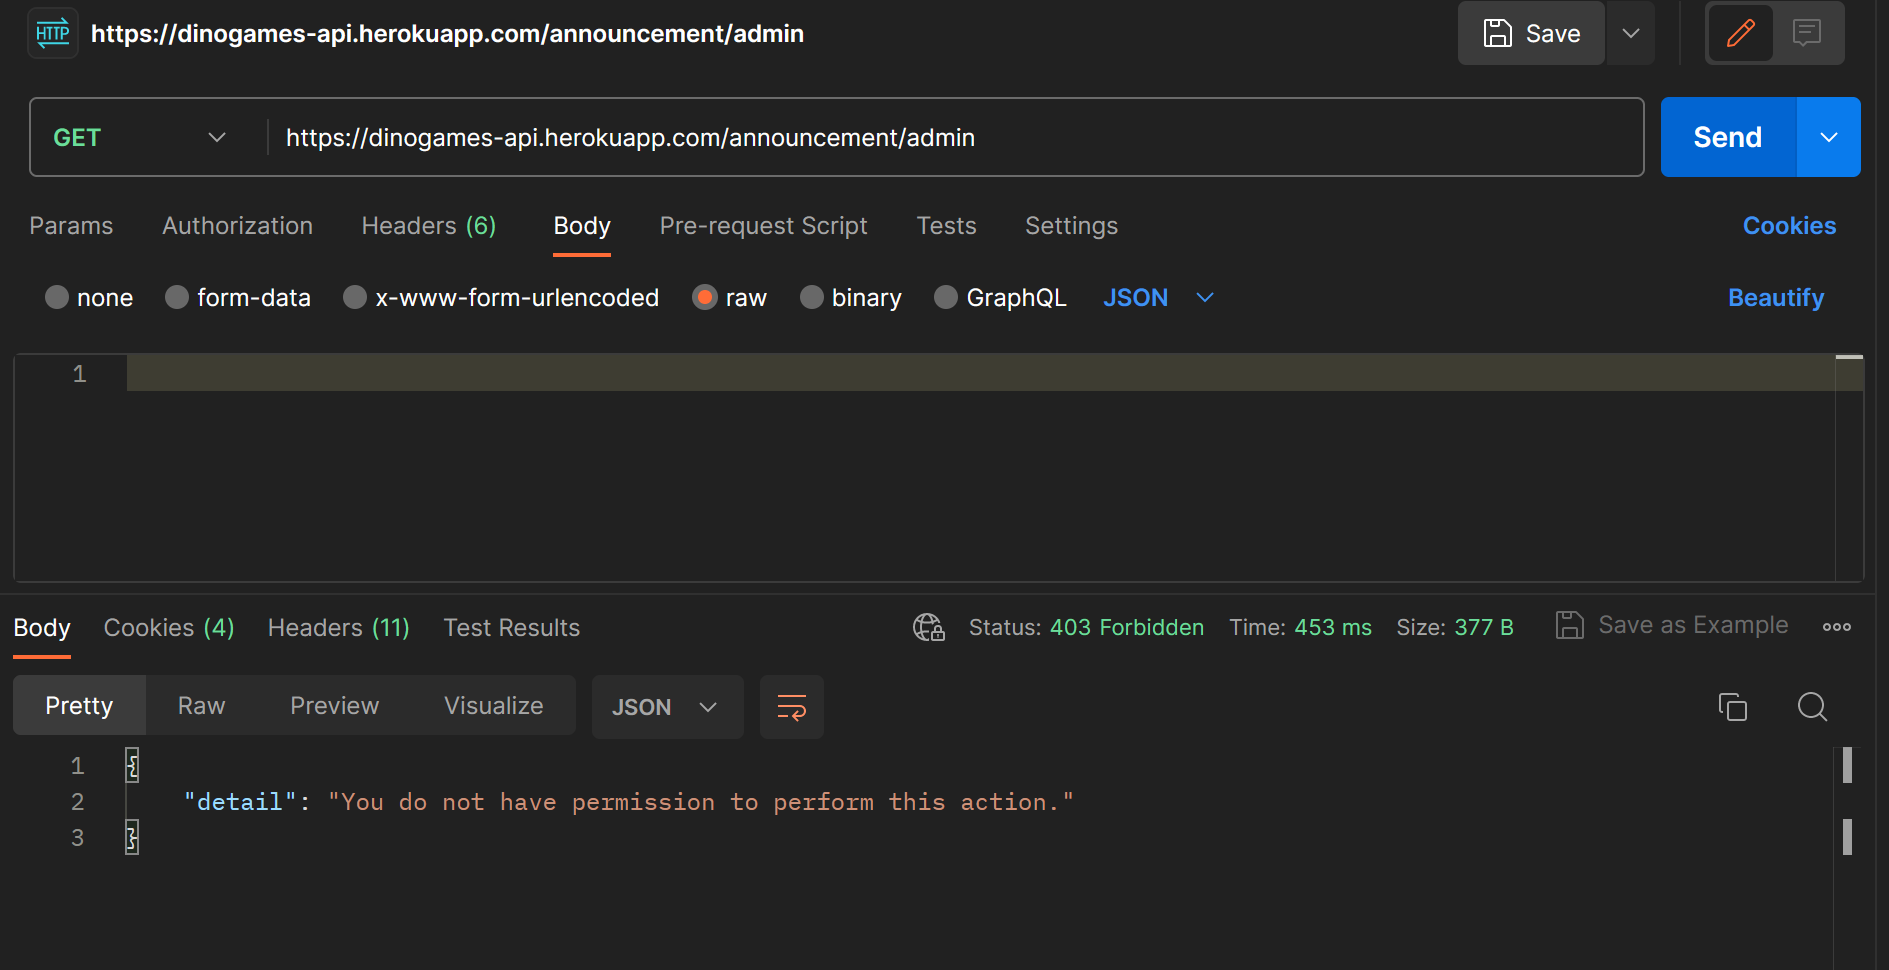 HTTP https://dinogames-api.herokuapp.com/announcement/admin Save
GET https://dinogames-api.herokuapp.com/announcement/admin Send
Params Authorization Headers (6) Body Pre-request Script Tests Settings Cookies
none form-data x-www-form-urlencoded raw binary GraphQL JSON Beautify
1
Body Cookies (4) Headers (11) Test Results Status: 403 Forbidden Time: 453 ms Size: 377 B Save as Example
Pretty Raw Preview Visualize JSON
1 {
2 "detail": "You do not have permission to perform this action."
3 }